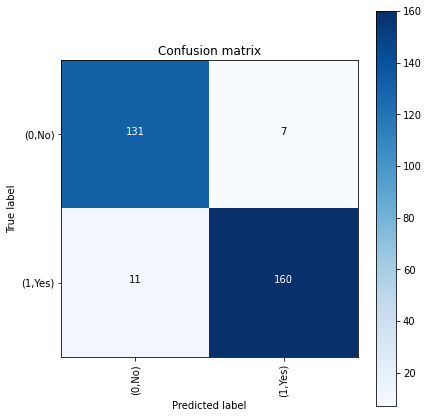 Confusion matrix
True label
(0,No)
131
7
(1,Yes)
11
160
(0,No)
(1,Yes)
Predicted label
160
140
120
100
80
60
40
20